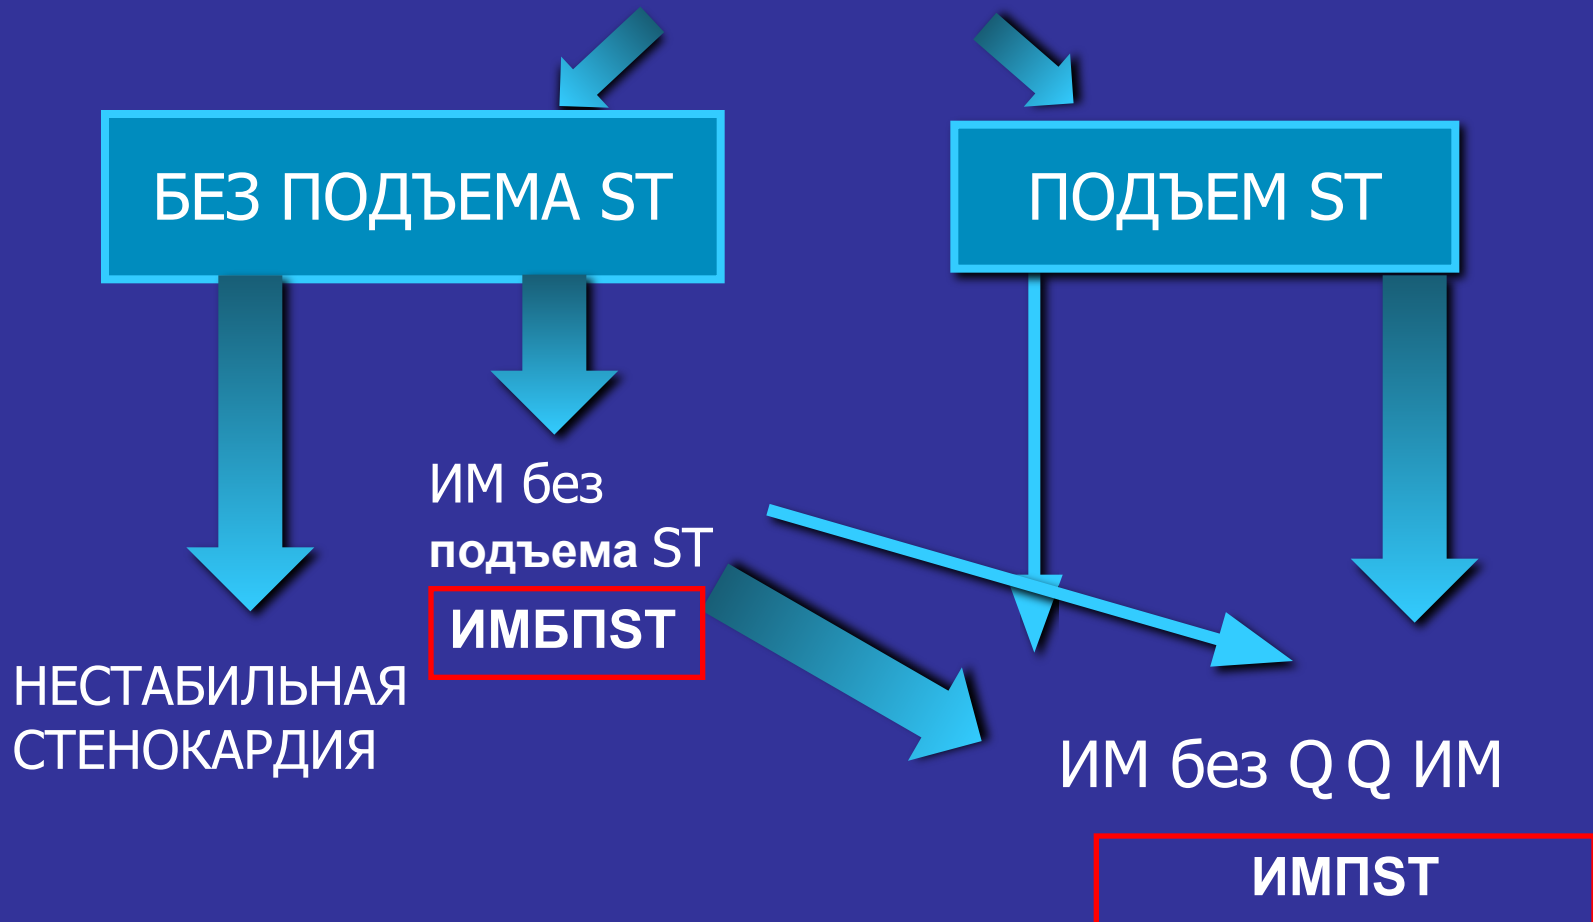 БЕЗ ПОДЪЕМА ST
ПОДЪЕМ ST
ИМ без
подъема ST
ИМБПST
НЕСТАБИЛЬНАЯ
СТЕНОКАРДИЯ
ИМ без Q Q ИМ
ИМПST